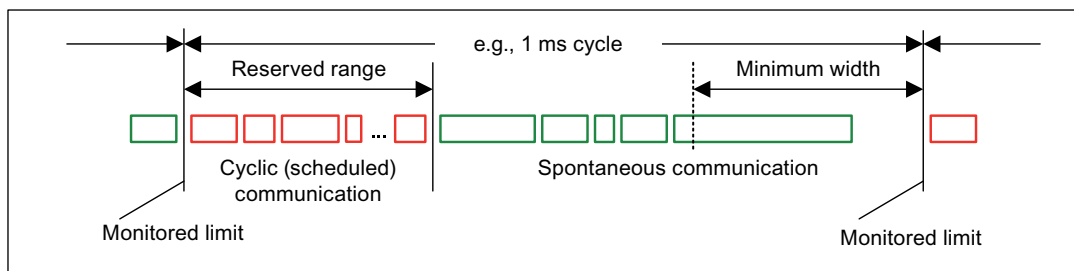 e.g., 1 ms cycle
Reserved range
Minimum width
...
Cyclic (scheduled)
communication
Spontaneous communication
Monitored limit
Monitored limit